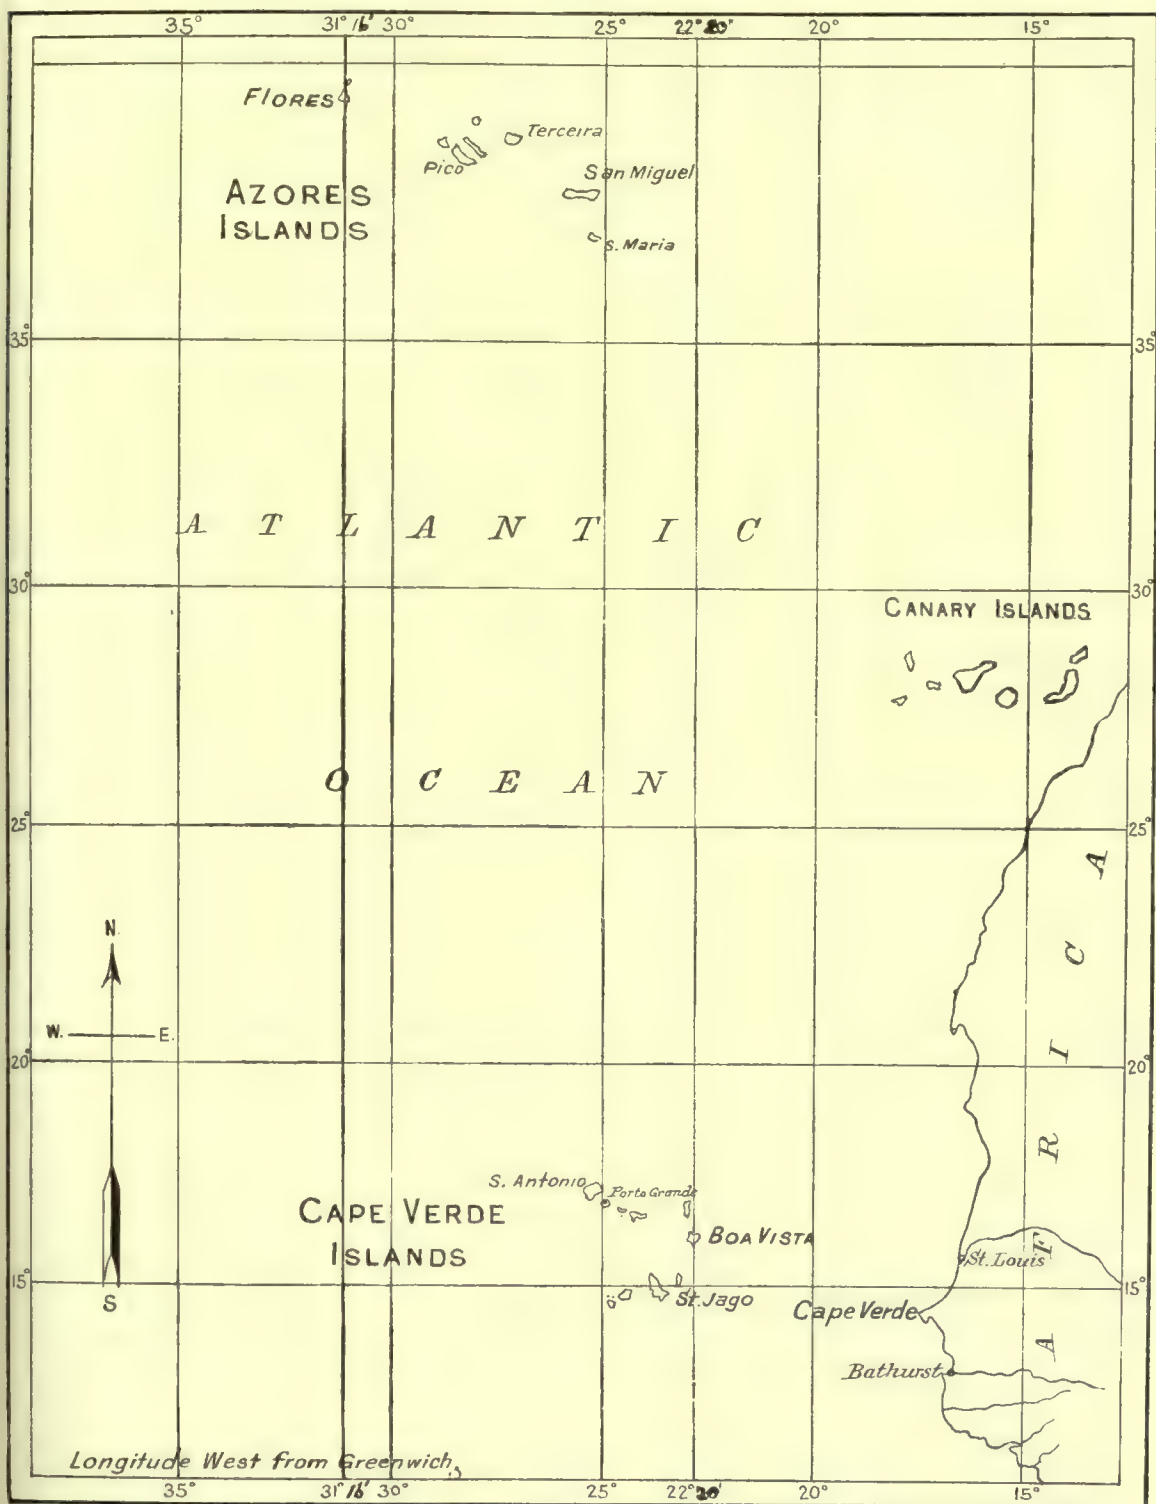 35° 31° 16' 30° 25° 22° 20' 20° 15°
FLORES
Terceira
Pico
San Miguel
AZORES
ISLANDS
S. Maria
35° 35°
ATLANTIC
30° 30°
CANARY ISLANDS
OCEAN
25° 25°
AFRICA
N.
W. E.
20° 20°
S. Antonio
Porto Grande
CAPE VERDE
ISLANDS
BOA VISTA
St. Louis
15° 15°
St. Jago
S
Cape Verde
Bathurst
Longitude West from Greenwich,
35° 31° 16' 30° 25° 22° 20' 20° 15°